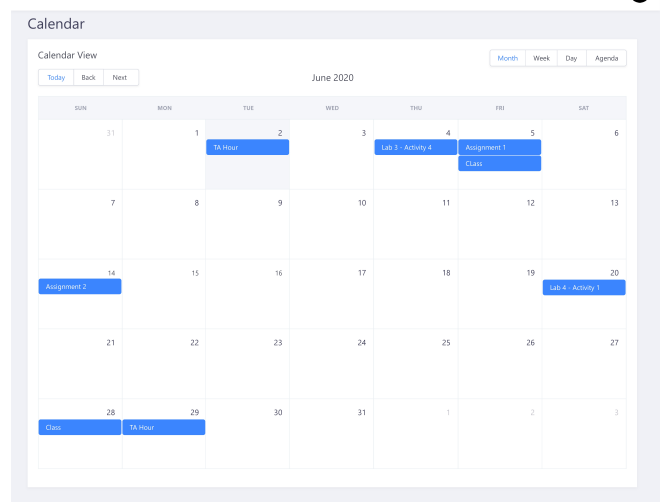 Calendar
Calendar View
Month Week Day Agenda
Today Back Next
June 2020
SUN MON TUE WED THU FRI SAT
31 1 2 3 4 5 6
TA Hour Lab 3 - Activity 4 Assignment 1
CLass
7 8 9 10 11 12 13
14 15 16 17 18 19 20
Assignment 2 Lab 4 - Activity 1
21 22 23 24 25 26 27
28 29 30 31 1 2 3
Class TA Hour